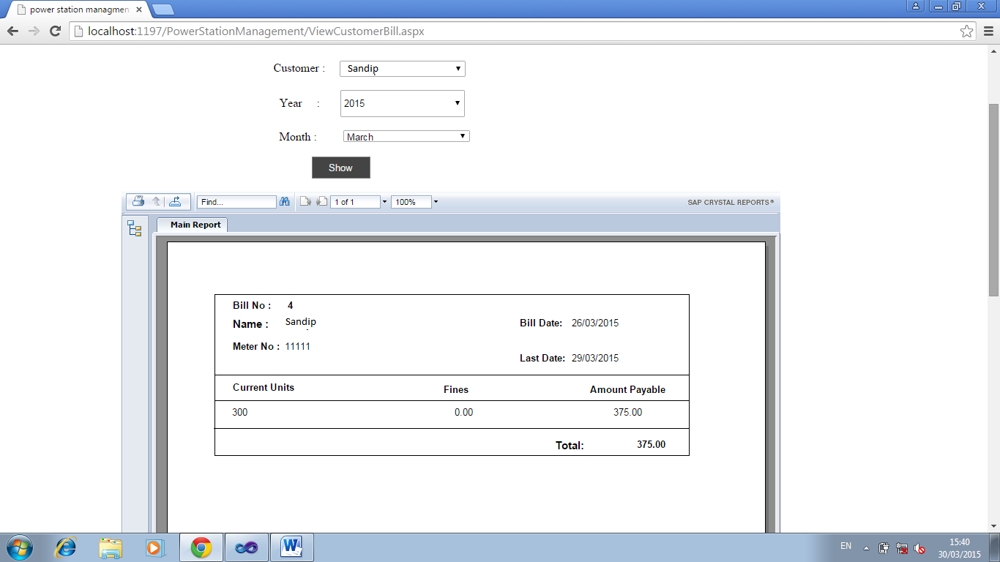 power station managmen
localhost:1197/PowerStationManagement/ViewCustomerBill.aspx
Customer : Sandip
Year : 2015
Month : March
Show
Find... 1 of 1 100% SAP CRYSTAL REPORTS®
Main Report
Bill No : 4
Name : Sandip Bill Date: 26/03/2015
Meter No : 11111
Last Date: 29/03/2015
Current Units Fines Amount Payable
300 0.00 375.00
Total: 375.00
EN 15:40
30/03/2015